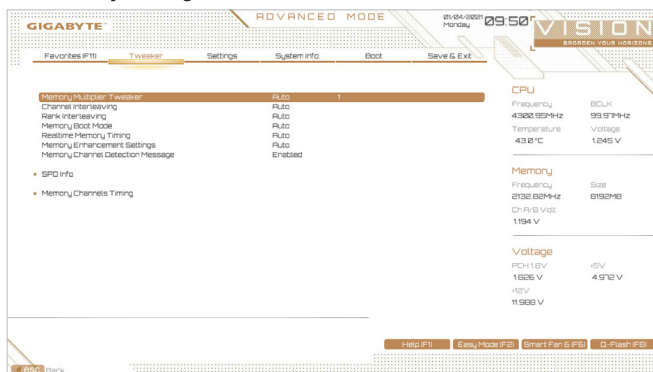 GIGABYTE
ADVANCED MODE
01/04/2021
Monday
09:50
VISION
BROADEN YOUR HORIZONS
Favorites (F11)
Tweaker
Settings
System Info.
Boot
Save & Exit
Memory Multiplier Tweaker Auto 1
Channel Interleaving Auto
Rank Interleaving Auto
Memory Boot Mode Auto
Realtime Memory Timing Auto
Memory Enhancement Settings Auto
Memory Channel Detection Message Enabled
SPD Info
Memory Channels Timing
CPU
Frequency BCLK
4300.95MHz 99.97MHz
Temperature Voltage
43.0 °C 1.245 V
Memory
Frequency Size
2132.82MHz 8192MB
Ch A/B Volt
1.194 V
Voltage
PCH 1.8V +5V
1.826 V 4.972 V
+12V
11.988 V
Help (F1)
Easy Mode (F2)
Smart Fan 6 (F6)
Q-Flash (F8)
esc Back